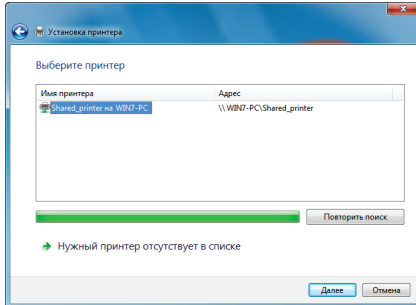 Установка принтера
Выберите принтер
Имя принтера Адрес
Shared_printer на WIN7-PC \\WIN7-PC\Shared_printer
Повторить поиск
Нужный принтер отсутствует в списке
Далее Отмена